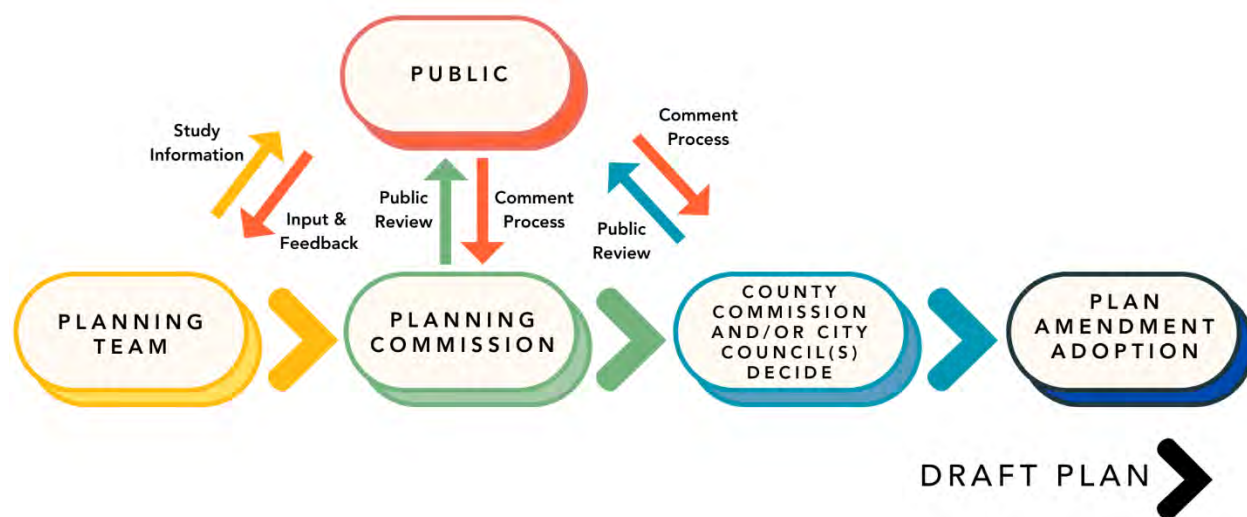 PUBLIC
Study
Information
Input &
Feedback
Public
Review
Comment
Process
Comment
Process
Public
Review
PLANNING
TEAM
PLANNING
COMMISSION
COUNTY
COMMISSION
AND/OR CITY
COUNCIL(S)
DECIDE
PLAN
AMENDMENT
ADOPTION
DRAFT PLAN